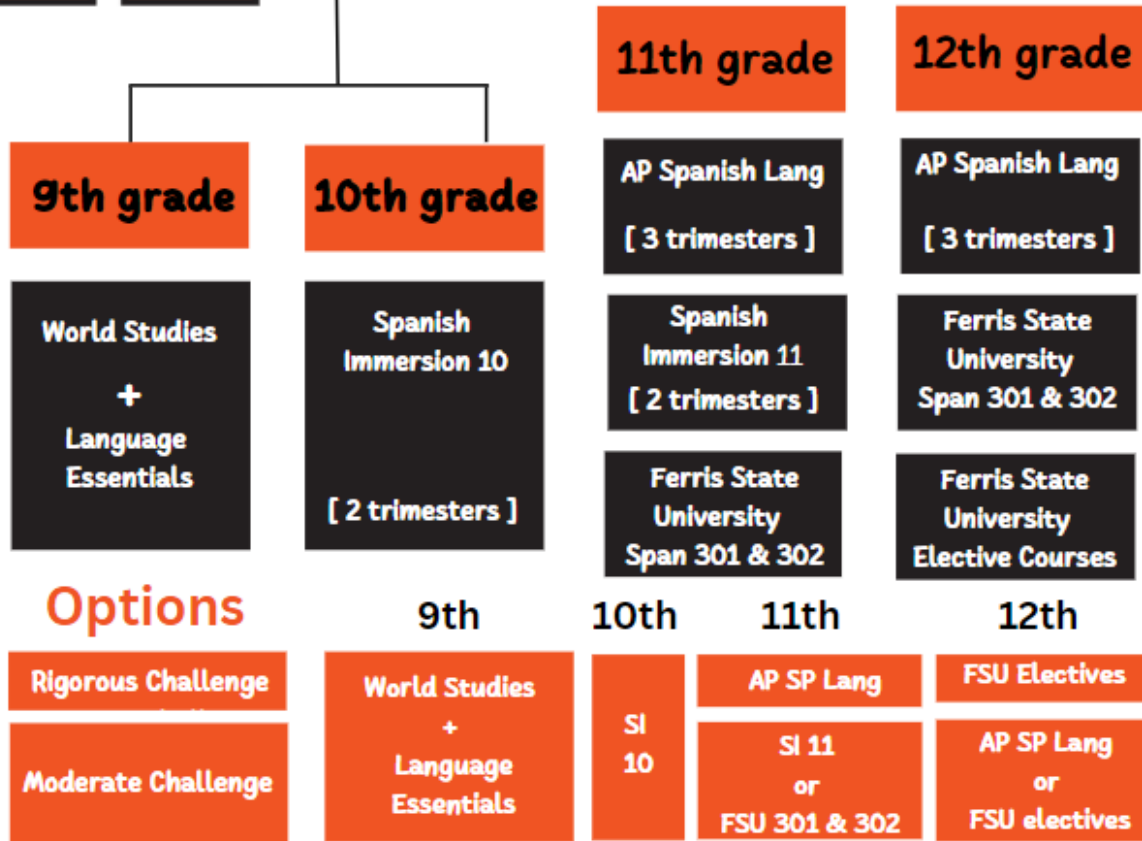 11th grade
12th grade
9th grade
10th grade
World Studies
+
Language
Essentials
Spanish
Immersion 10
[ 2 trimesters ]
AP Spanish Lang
[ 3 trimesters ]
Spanish
Immersion 11
[ 2 trimesters ]
Ferris State
University
Span 301 & 302
AP Spanish Lang
[ 3 trimesters ]
Ferris State
University
Span 301 & 302
Ferris State
University
Elective Courses
Options
9th
10th
11th
12th
Rigorous Challenge
Moderate Challenge
World Studies
+
Language
Essentials
SI
10
AP SP Lang
SI 11
or
FSU 301 & 302
FSU Electives
AP SP Lang
or
FSU electives